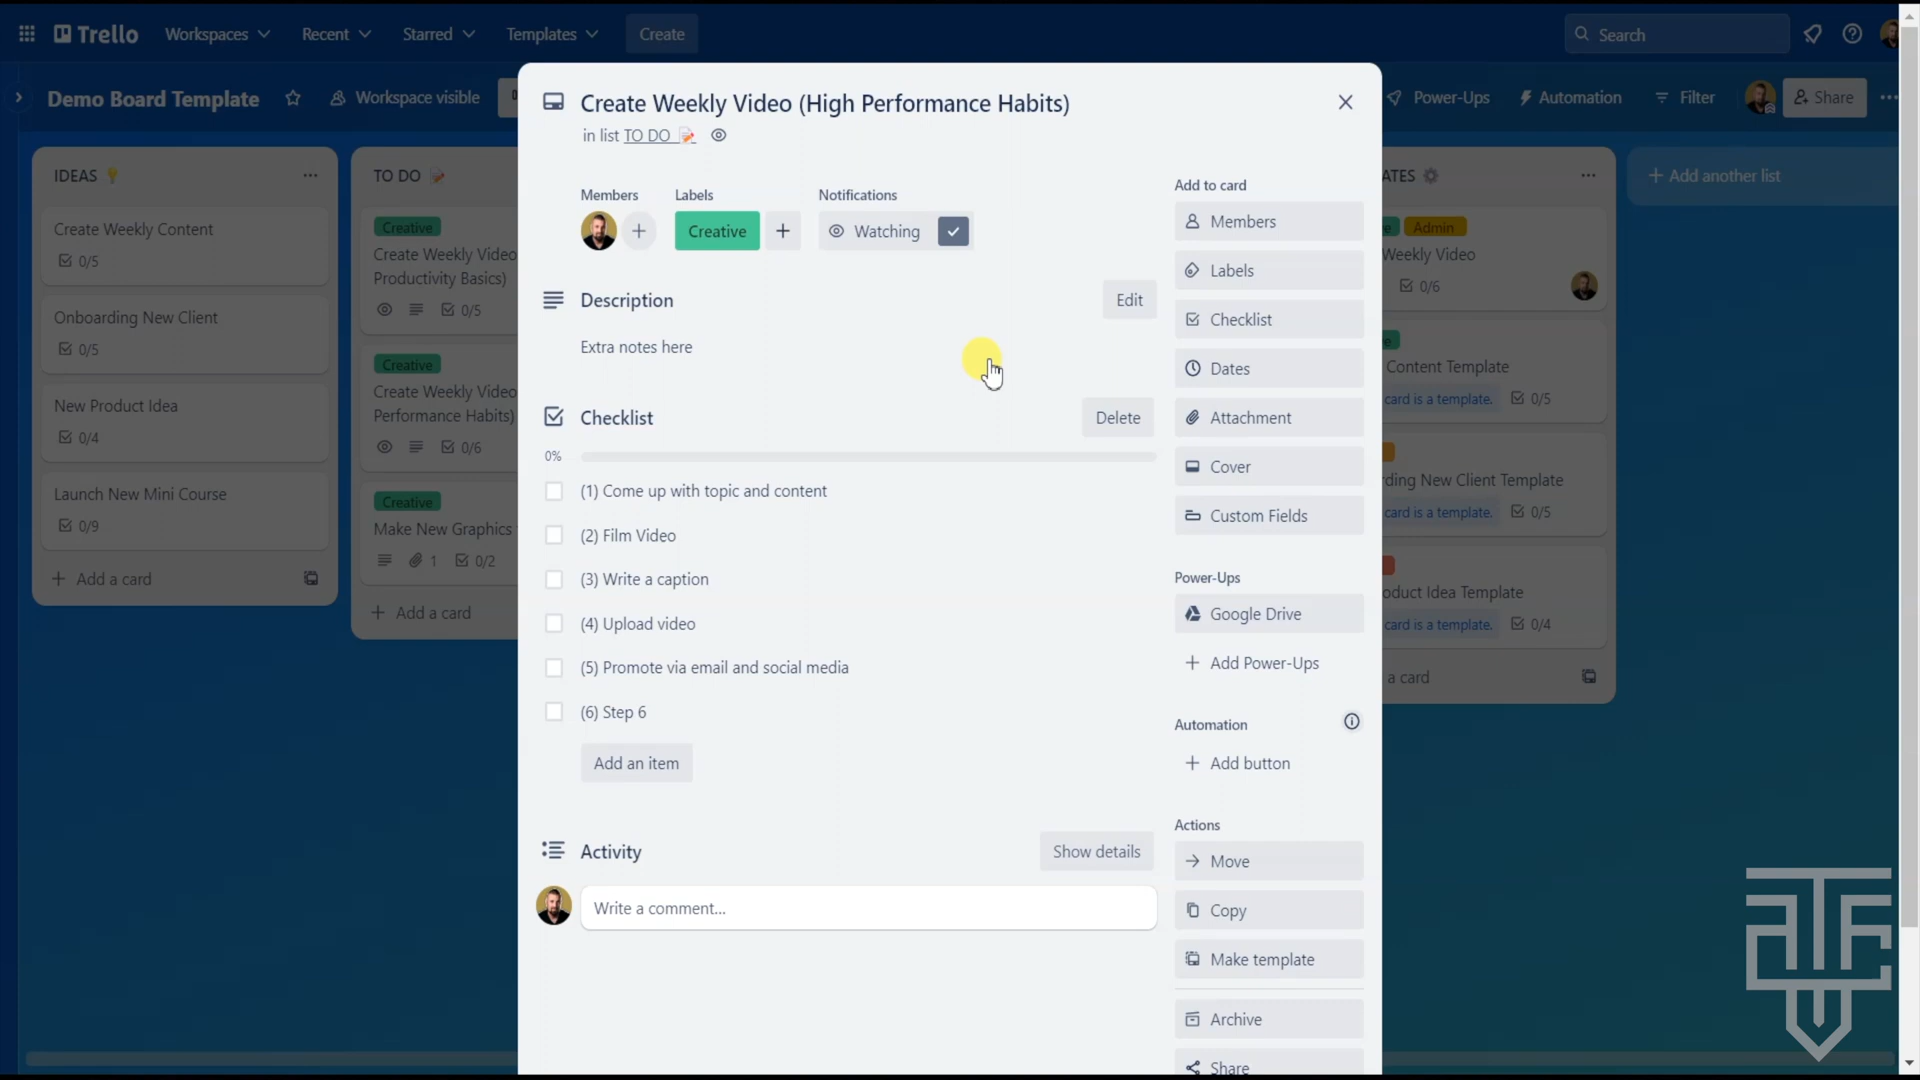 Trello
Workspaces
Recent
Starred
Templates
Create
Search
Demo Board Template
Workspace visible
Power-Ups
Automation
Filter
Share
IDEAS
Create Weekly Content
0/5
Onboarding New Client
0/5
New Product Idea
0/4
Launch New Mini Course
0/9
+ Add a card
TO DO
Creative
Create Weekly Video
Productivity Basics)
0/5
Creative
Create Weekly Video
Performance Habits)
0/6
Creative
Make New Graphics
1
0/2
+ Add a card
Create Weekly Video (High Performance Habits)
in list TO DO
Members
Labels
Creative
Notifications
Watching
Description
Edit
Extra notes here
Checklist
Delete
0%
(1) Come up with topic and content
(2) Film Video
(3) Write a caption
(4) Upload video
(5) Promote via email and social media
(6) Step 6
Add an item
Activity
Show details
Write a comment...
Add to card
Members
Labels
Checklist
Dates
Attachment
Cover
Custom Fields
Power-Ups
Google Drive
+ Add Power-Ups
Automation
+ Add button
Actions
Move
Copy
Make template
Archive
Share
ATES
Admin
Weekly Video
0/6
Content Template
card is a template.
0/5
ding New Client Template
card is a template.
0/5
oduct Idea Template
card is a template.
0/4
a card
+ Add another list